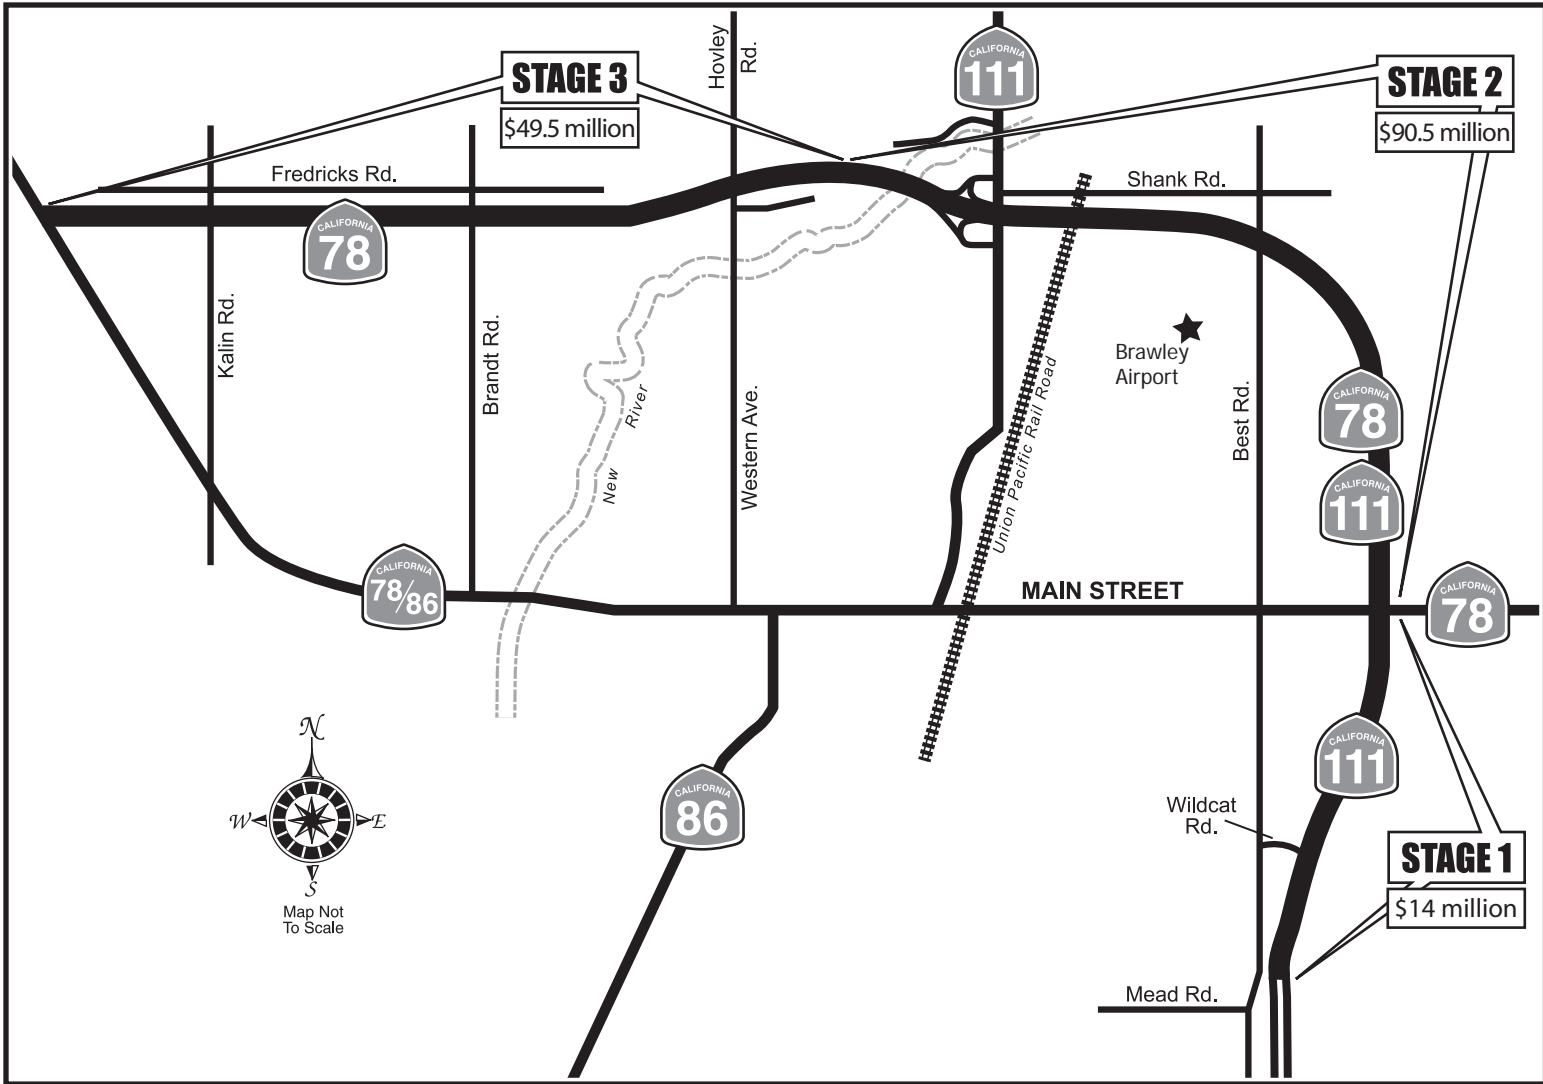 Hovley
Rd.
CALIFORNIA
111
STAGE 3
$49.5 million
STAGE 2
$90.5 million
Fredricks Rd.
Shank Rd.
CALIFORNIA
78
Kalin Rd.
Brandt Rd.
New River
Western Ave.
Union Pacific Rail Road
Brawley
Airport
Best Rd.
CALIFORNIA
78
CALIFORNIA
111
CALIFORNIA
78/86
MAIN STREET
CALIFORNIA
78
CALIFORNIA
111
CALIFORNIA
86
N
W
E
S
Map Not
To Scale
Wildcat
Rd.
STAGE 1
$14 million
Mead Rd.